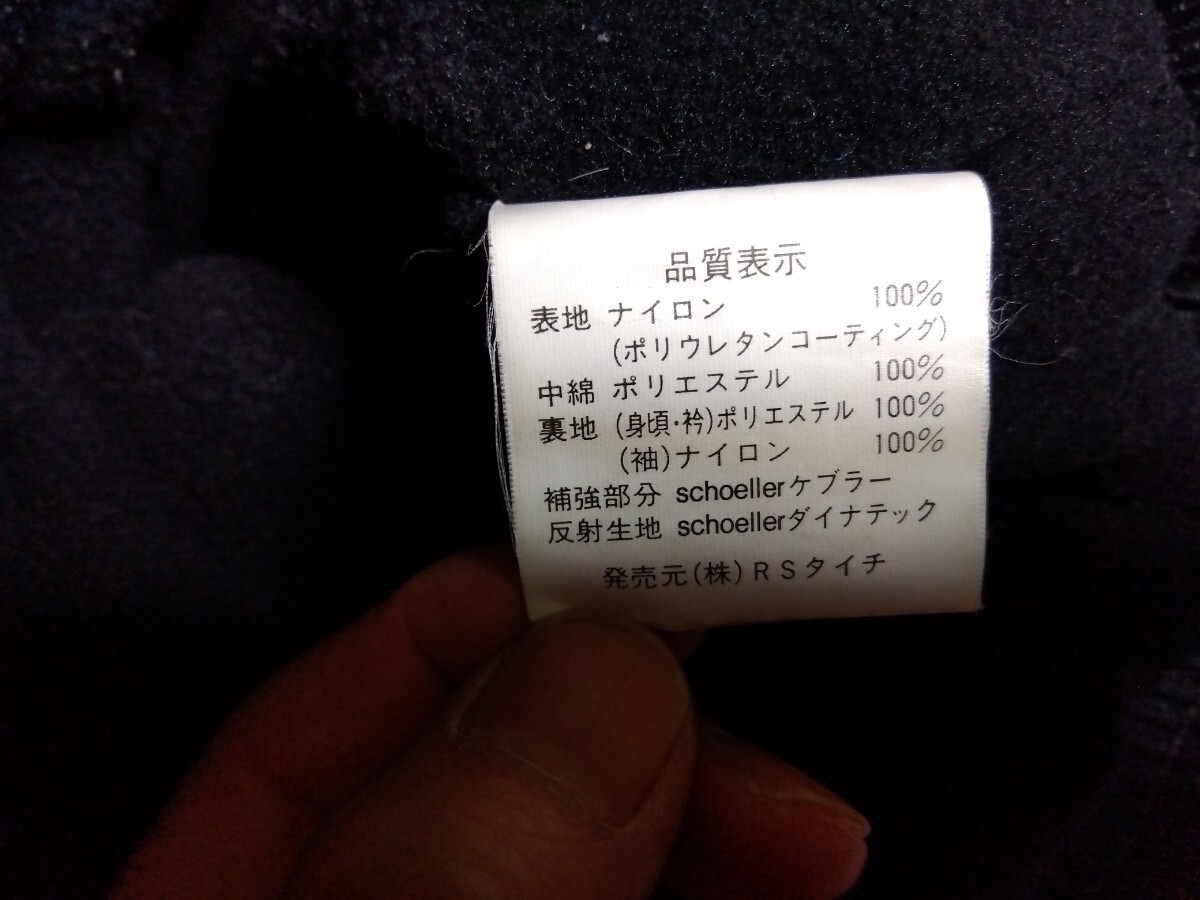 品質表示
表地 ナイロン 100%
(ポリウレタンコーティング)
中綿 ポリエステル 100%
裏地 (身頃・衿)ポリエステル 100%
(袖)ナイロン 100%
補強部分 schoellerケブラー
反射生地 schoellerダイナテック
発売元(株)RSタイチ